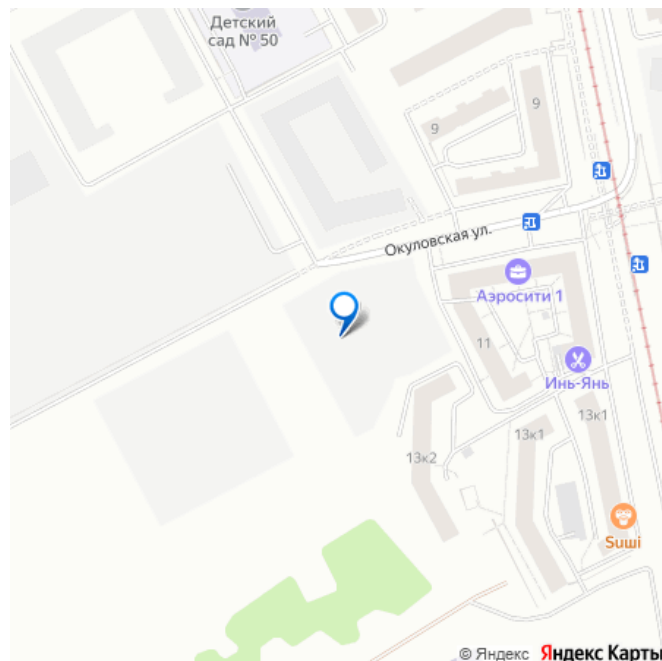 Детский
сад № 50
9
9
Окуловская ул.
Аэросити 1
11
Инь-Янь
13к1
13к1
13к2
Suши
© Яндекс Яндекс Карты